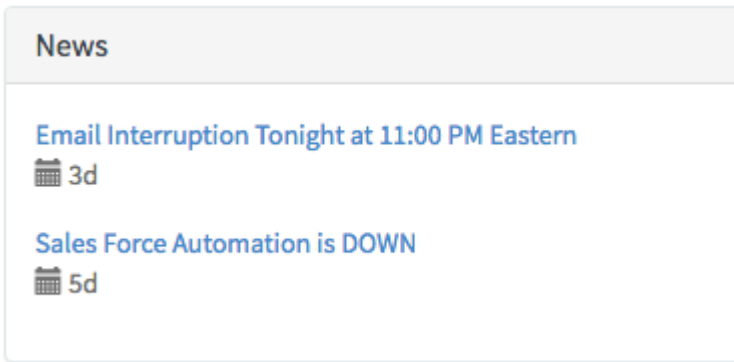 News
Email Interruption Tonight at 11:00 PM Eastern
3d
Sales Force Automation is DOWN
5d